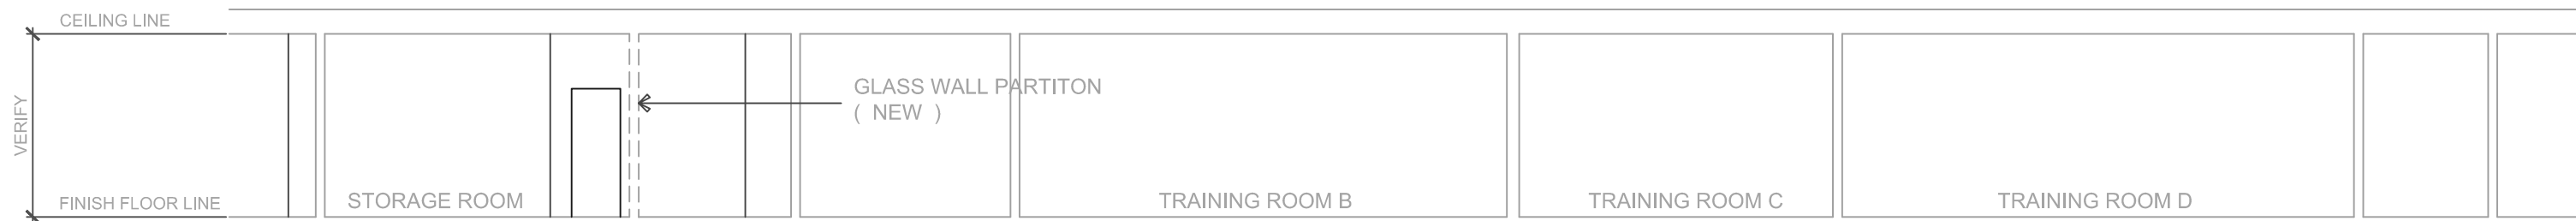 CEILING LINE
VERIFY
GLASS WALL PARTITON
( NEW )
FINISH FLOOR LINE
STORAGE ROOM
TRAINING ROOM B
TRAINING ROOM C
TRAINING ROOM D